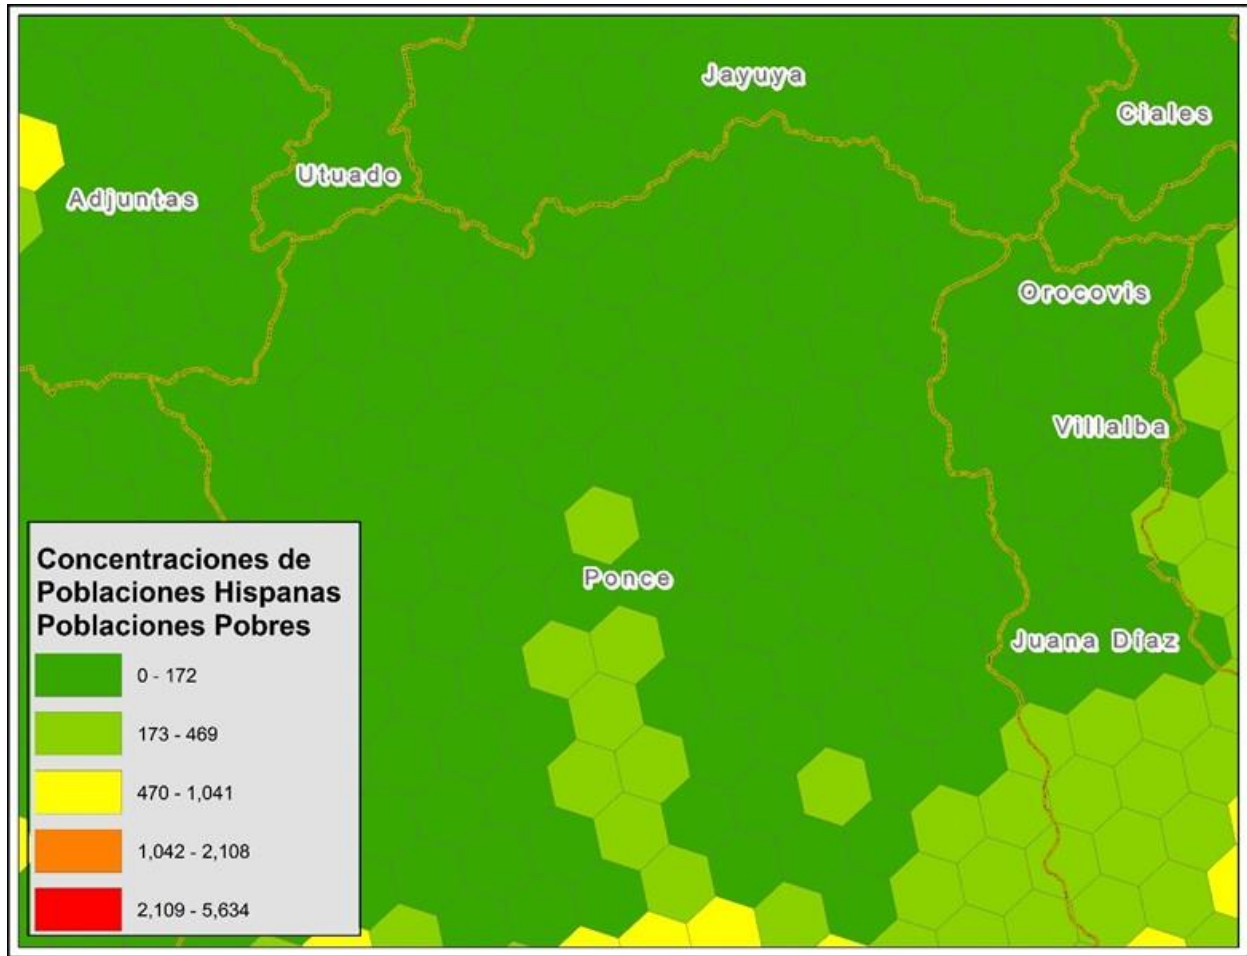 Jayuya
Ciales
Utuado
Adjuntas
Orocovis
Villalba
Ponce
Juana Díaz
Concentraciones de
Poblaciones Hispanas
Poblaciones Pobres
0 - 172
173 - 469
470 - 1,041
1,042 - 2,108
2,109 - 5,634